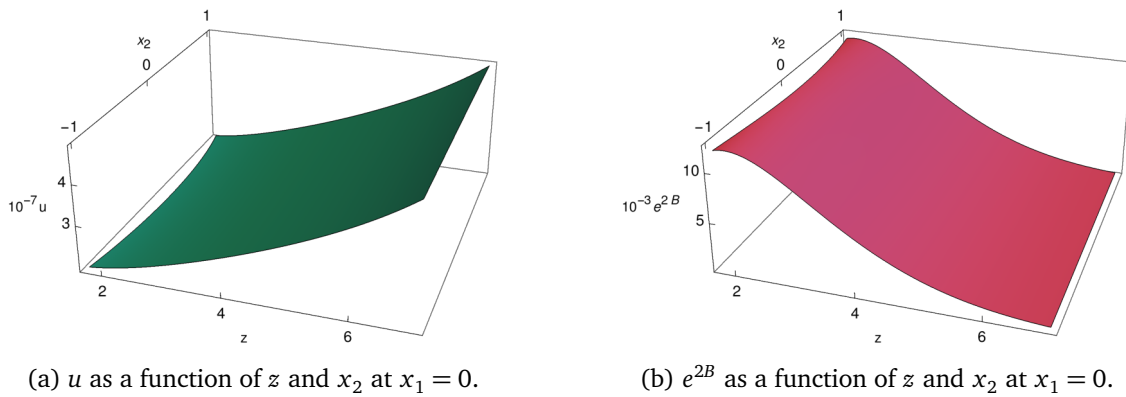 1
x₂
0
−1
4
10⁻⁷ u
3
2
4
z
6
1
x₂
0
−1
10
10⁻³ e² ᴮ
5
2
4
z
6
(a) u as a function of z and x₂ at x₁ = 0.
(b) e²ᴮ as a function of z and x₂ at x₁ = 0.